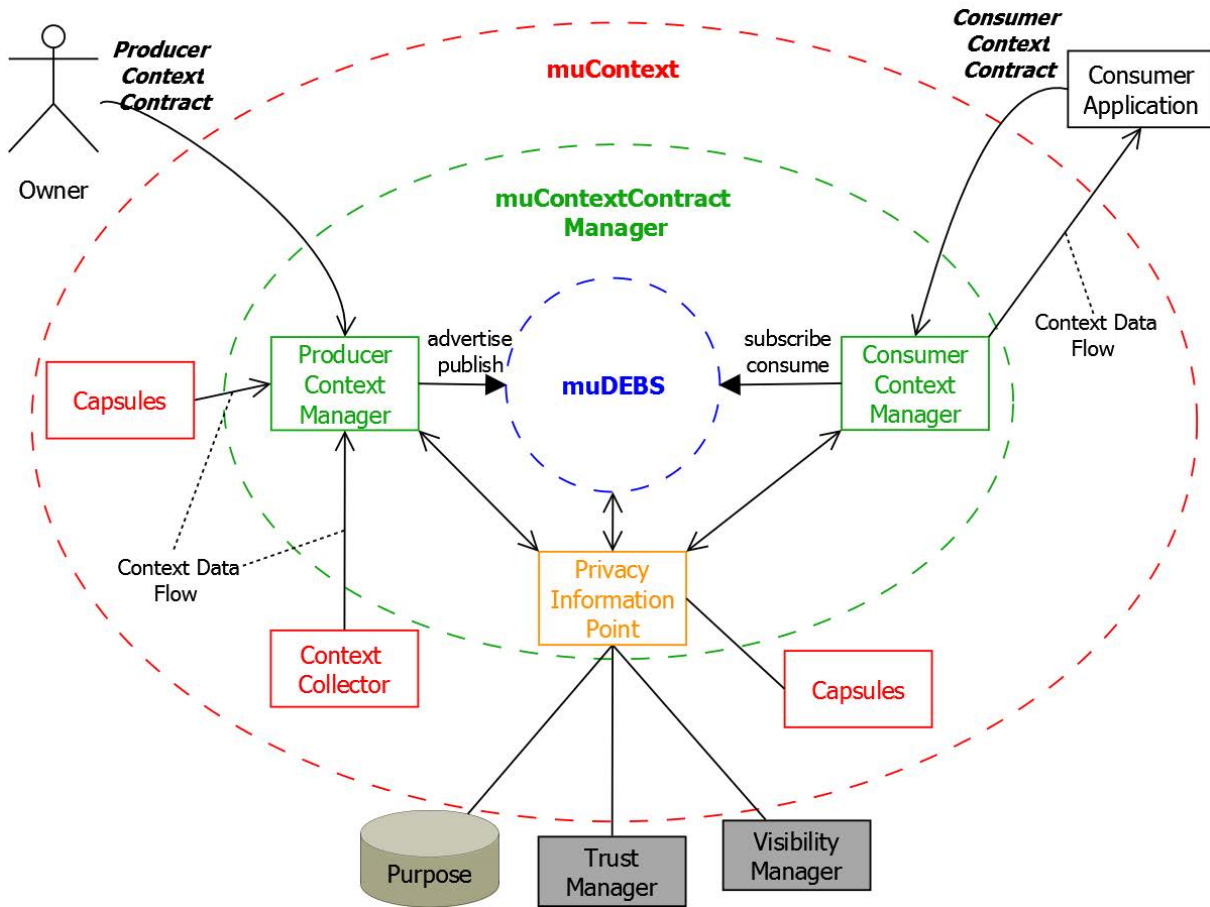 Producer
Context
Contract
Owner
muContext
Consumer
Context
Contract
Consumer
Application
muContextContract
Manager
Producer
Context
Manager
advertise
publish
muDEBS
subscribe
consume
Consumer
Context
Manager
Context Data
Flow
Capsules
Context Data
Flow
Context
Collector
Privacy
Information
Point
Capsules
Purpose
Trust
Manager
Visibility
Manager